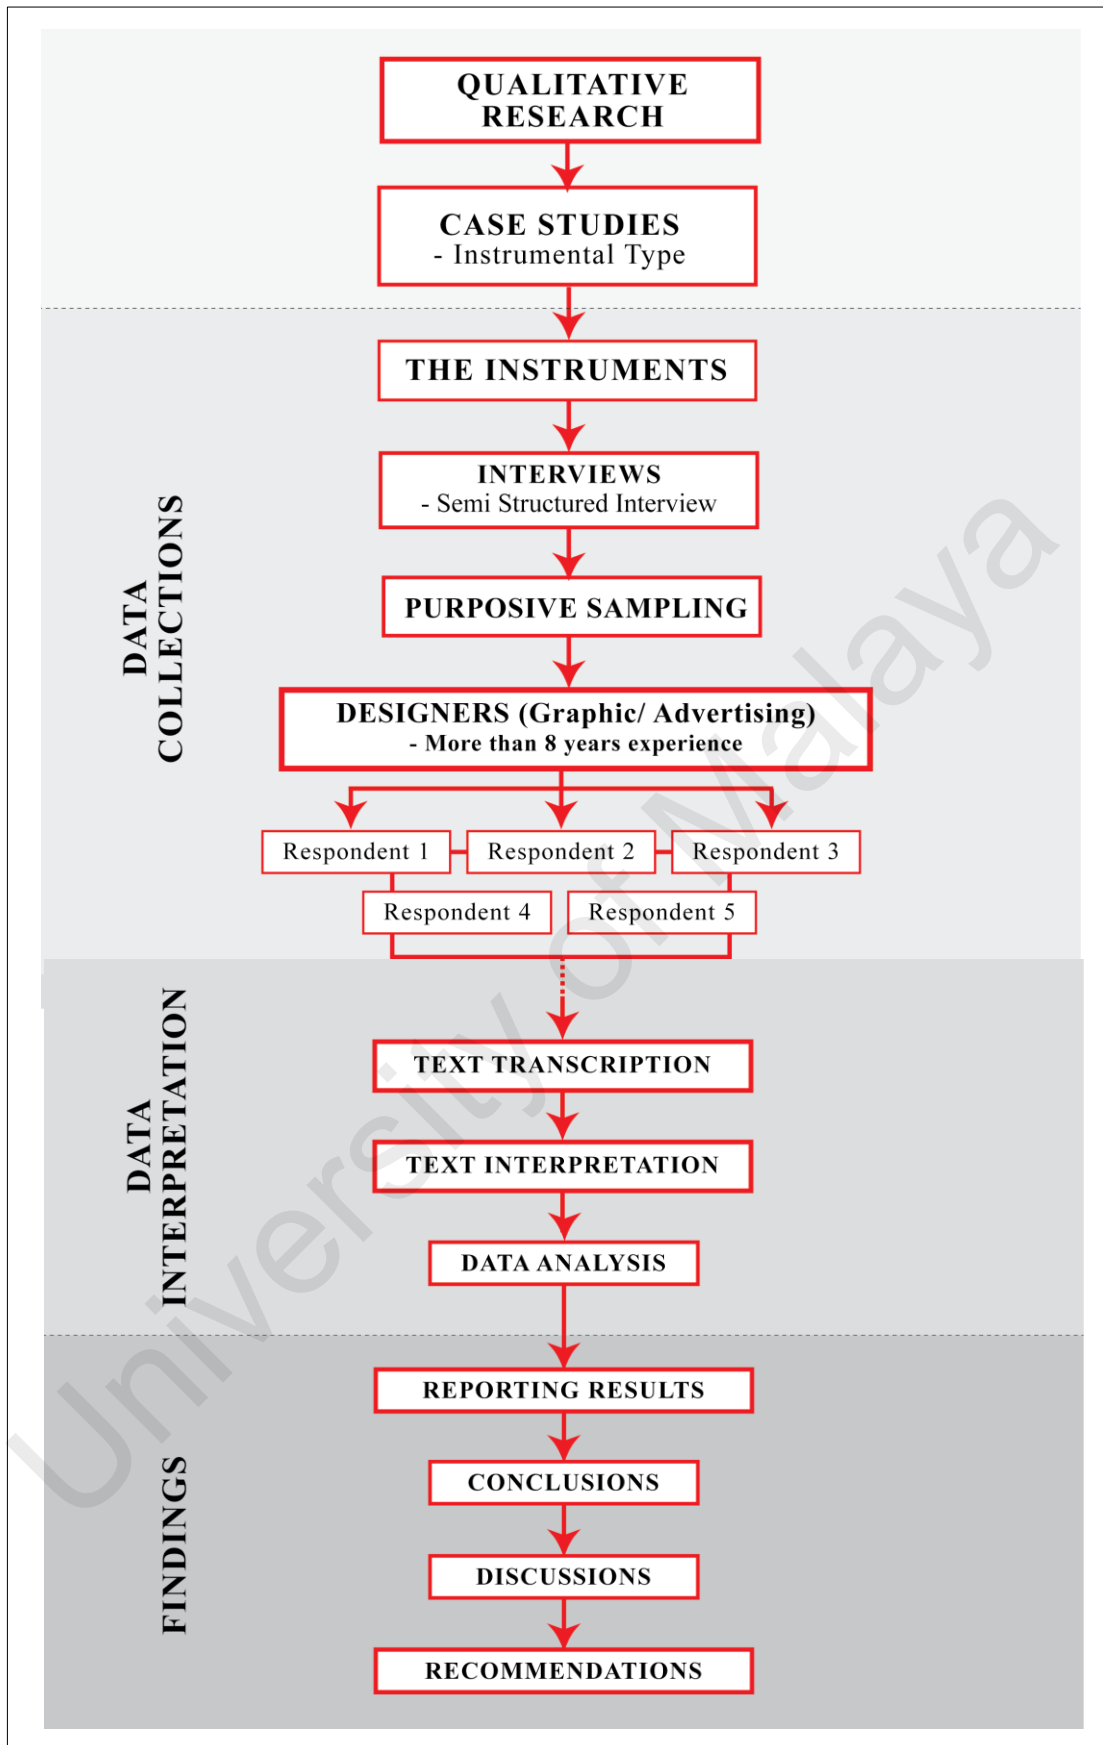 QUALITATIVE
RESEARCH
CASE STUDIES
- Instrumental Type
DATA
COLLECTIONS
THE INSTRUMENTS
INTERVIEWS
- Semi Structured Interview
PURPOSIVE SAMPLING
DESIGNERS (Graphic/ Advertising)
- More than 8 years experience
Respondent 1
Respondent 2
Respondent 3
Respondent 4
Respondent 5
DATA
INTERPRETATION
TEXT TRANSCRIPTION
TEXT INTERPRETATION
DATA ANALYSIS
FINDINGS
REPORTING RESULTS
CONCLUSIONS
DISCUSSIONS
RECOMMENDATIONS
University of Malaya